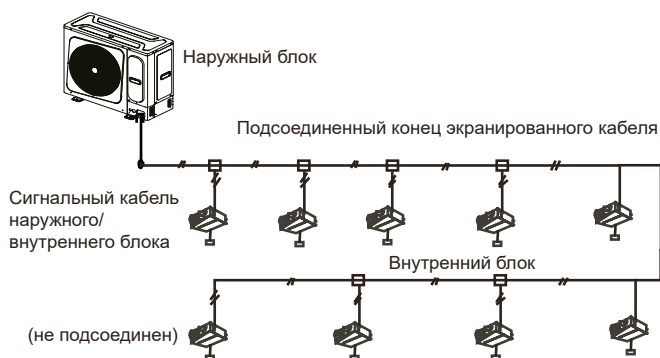 Наружный блок
Подсоединенный конец экранированного кабеля
Сигнальный кабель
наружного/
внутреннего блока
Внутренний блок
(не подсоединен)